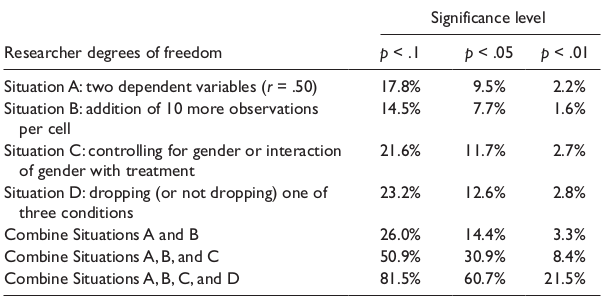 Significance level
Researcher degrees of freedom p < .1 p < .05 p < .01
Situation A: two dependent variables (r = .50) 17.8% 9.5% 2.2%
Situation B: addition of 10 more observations 14.5% 7.7% 1.6%
per cell
Situation C: controlling for gender or interaction 21.6% 11.7% 2.7%
of gender with treatment
Situation D: dropping (or not dropping) one of 23.2% 12.6% 2.8%
three conditions
Combine Situations A and B 26.0% 14.4% 3.3%
Combine Situations A, B, and C 50.9% 30.9% 8.4%
Combine Situations A, B, C, and D 81.5% 60.7% 21.5%